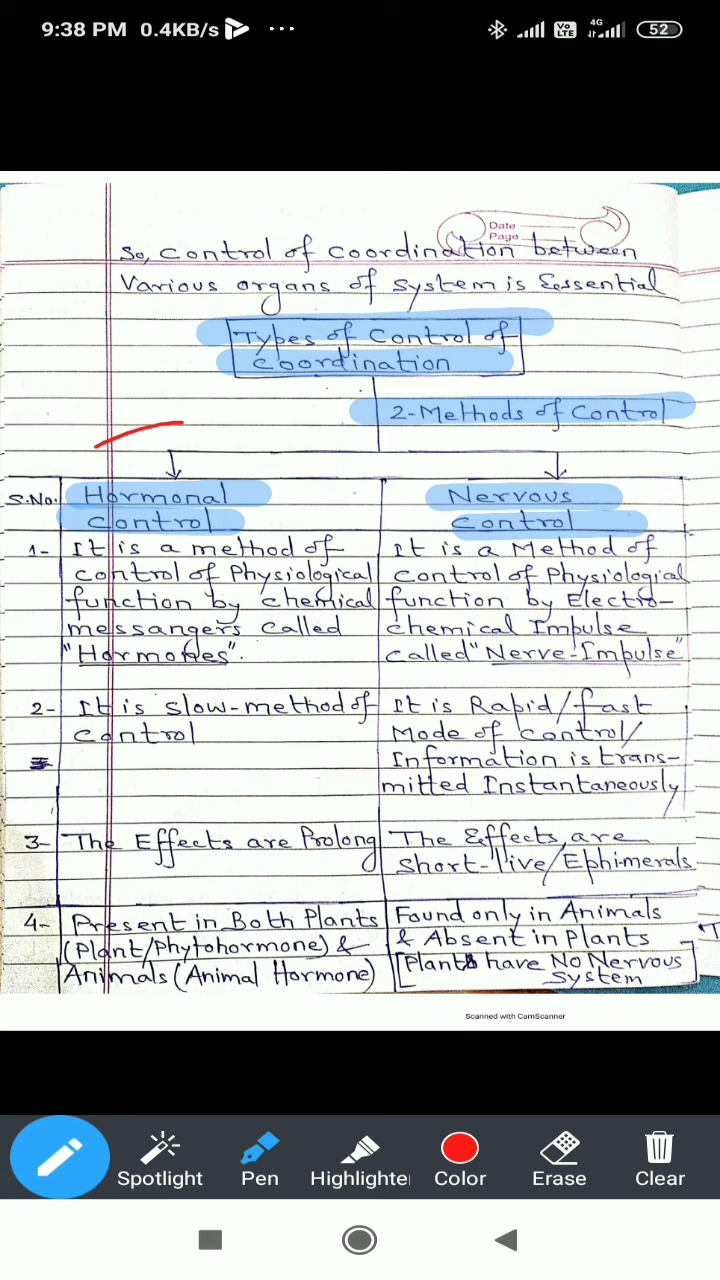 9:38 PM 0.4KB/s ...
Vo LTE 4G 52
Date
Page
So, control of coordination between
Various organs of system is Essential
Types of control of
coordination
2-Methods of Control
S.No. Hormonal Control
Nervous control
1- It is a method of
control of Physiological
function by chemical
messangers called
"Hormones".
It is a Method of
control of Physiological
function by Electro-
chemical Impulse
called "Nerve-Impulse"
2- It is slow-method of
control
It is Rapid/fast
Mode of control/
Information is trans-
mitted Instantaneously
3- The Effects are Prolong
The Effects are
short-live/Ephimerals
4- Present in Both Plants
(Plant/Phytohormone) &
Animals (Animal Hormone)
Found only in Animals
& Absent in Plants
[Plants have No Nervous
System]
Scanned with CamScanner
Spotlight Pen Highlighte Color Erase Clear